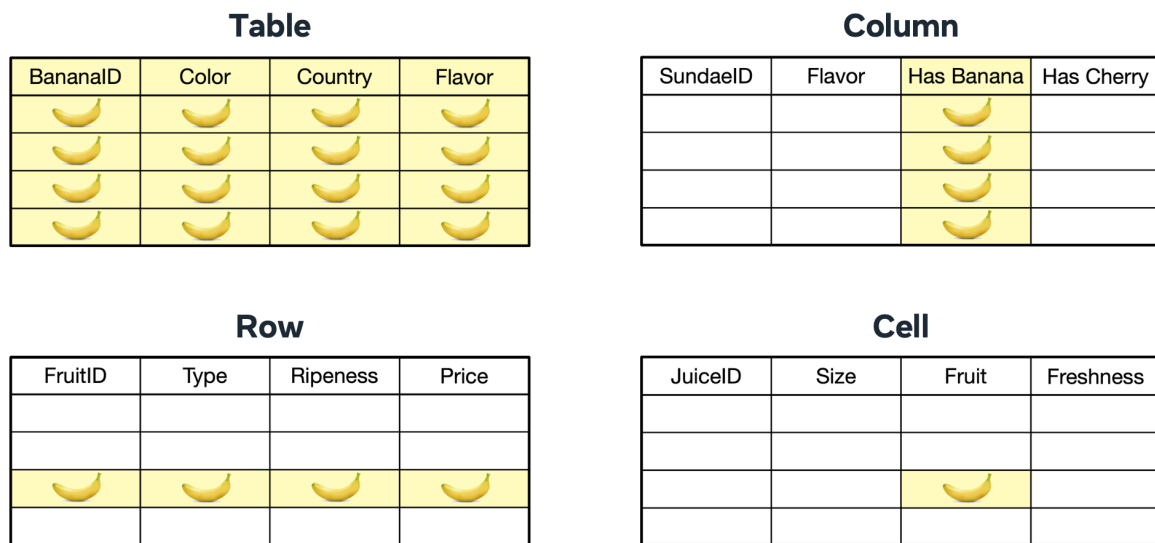 Table
BananaID Color Country Flavor
Column
SundaeID Flavor Has Banana Has Cherry
Row
FruitID Type Ripeness Price
Cell
JuiceID Size Fruit Freshness